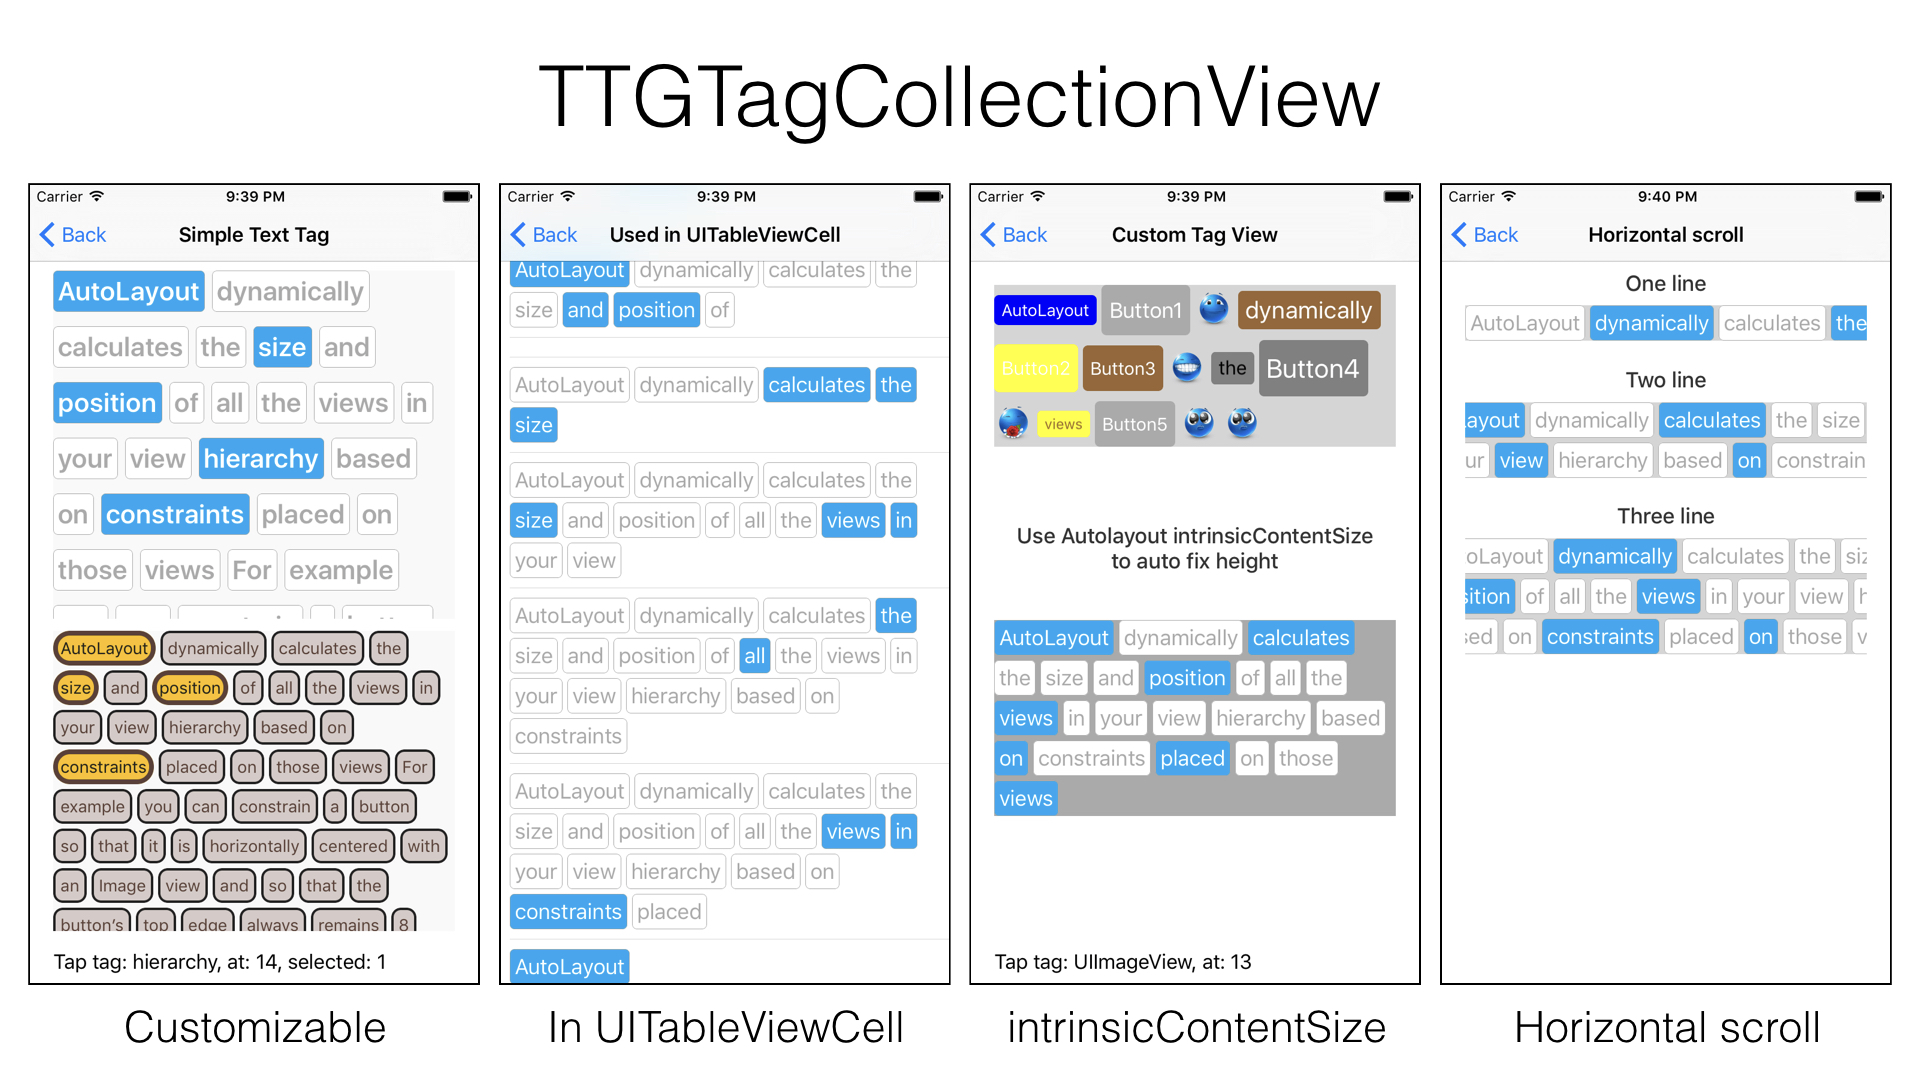 TTGTagCollectionView
Carrier 9:39 PM
Back Simple Text Tag
AutoLayout dynamically
calculates the size and
position of all the views in
your view hierarchy based
on constraints placed on
those views For example
AutoLayout dynamically calculates the
size and position of all the views in
your view hierarchy based on
constraints placed on those views For
example you can constrain a button
so that it is horizontally centered with
an Image view and so that the
button's top edge always remains 8
Tap tag: hierarchy, at: 14, selected: 1
Customizable
Carrier 9:39 PM
Back Used in UITableViewCell
AutoLayout dynamically calculates the
size and position of
AutoLayout dynamically calculates the
size
AutoLayout dynamically calculates the
size and position of all the views in
your view
AutoLayout dynamically calculates the
size and position of all the views in
your view hierarchy based on
constraints
AutoLayout dynamically calculates the
size and position of all the views in
your view hierarchy based on
constraints placed
AutoLayout
In UITableViewCell
Carrier 9:39 PM
Back Custom Tag View
AutoLayout Button1 dynamically
Button2 Button3 the Button4
views Button5
Use Autolayout intrinsicContentSize
to auto fix height
AutoLayout dynamically calculates
the size and position of all the
views in your view hierarchy based
on constraints placed on those
views
Tap tag: UIImageView, at: 13
intrinsicContentSize
Carrier 9:40 PM
Back Horizontal scroll
One line
AutoLayout dynamically calculates the
Two line
ayout dynamically calculates the size
ur view hierarchy based on constrain
Three line
oLayout dynamically calculates the siz
sition of all the views in your view h
sed on constraints placed on those v
Horizontal scroll